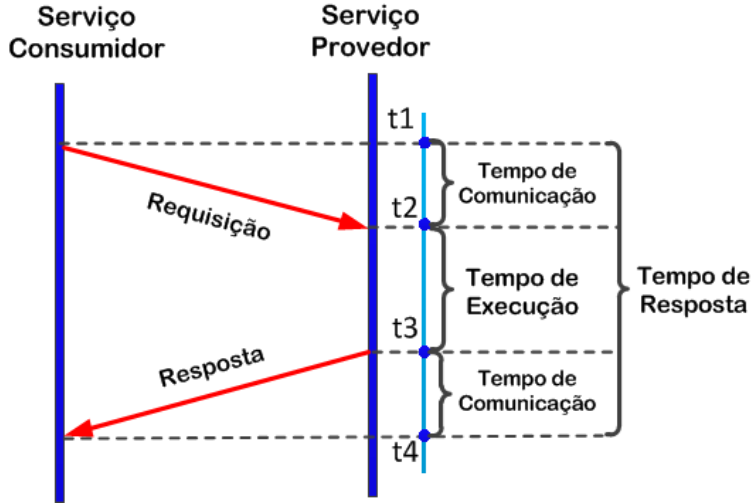 Serviço
Consumidor
Serviço
Provedor
t1
Tempo de
Comunicação
Requisição
t2
Tempo de
Execução
Tempo de
Resposta
t3
Resposta
Tempo de
Comunicação
t4